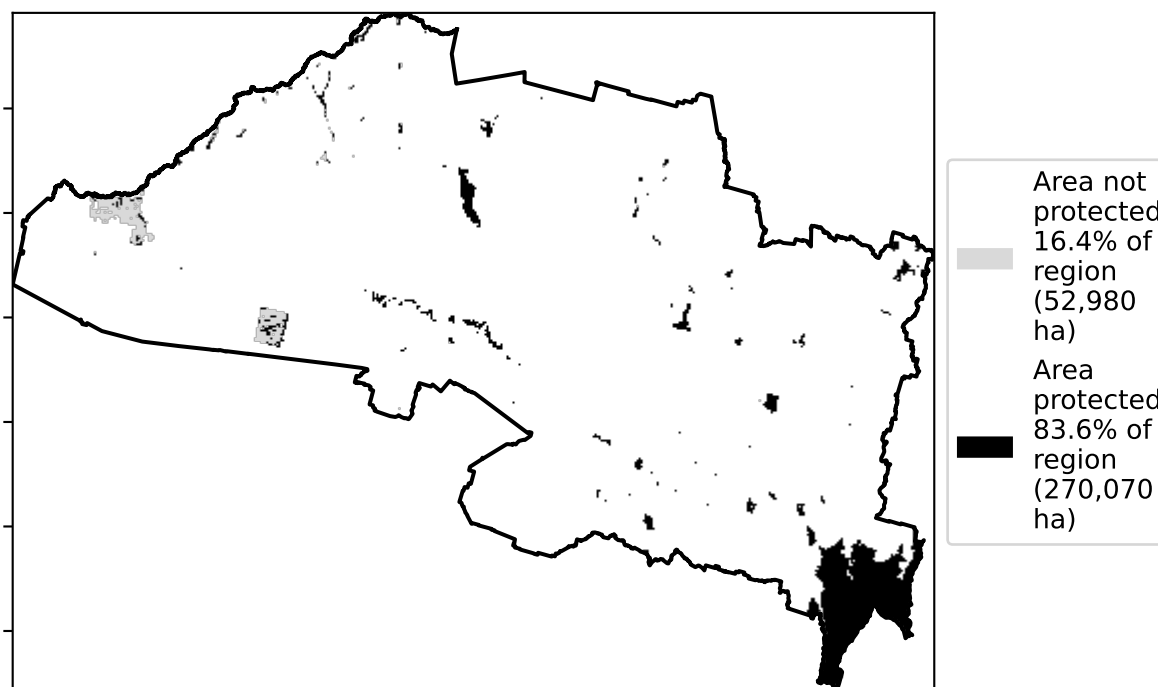 Area not
protected
16.4% of
region
(52,980
ha)
Area
protected
83.6% of
region
(270,070
ha)